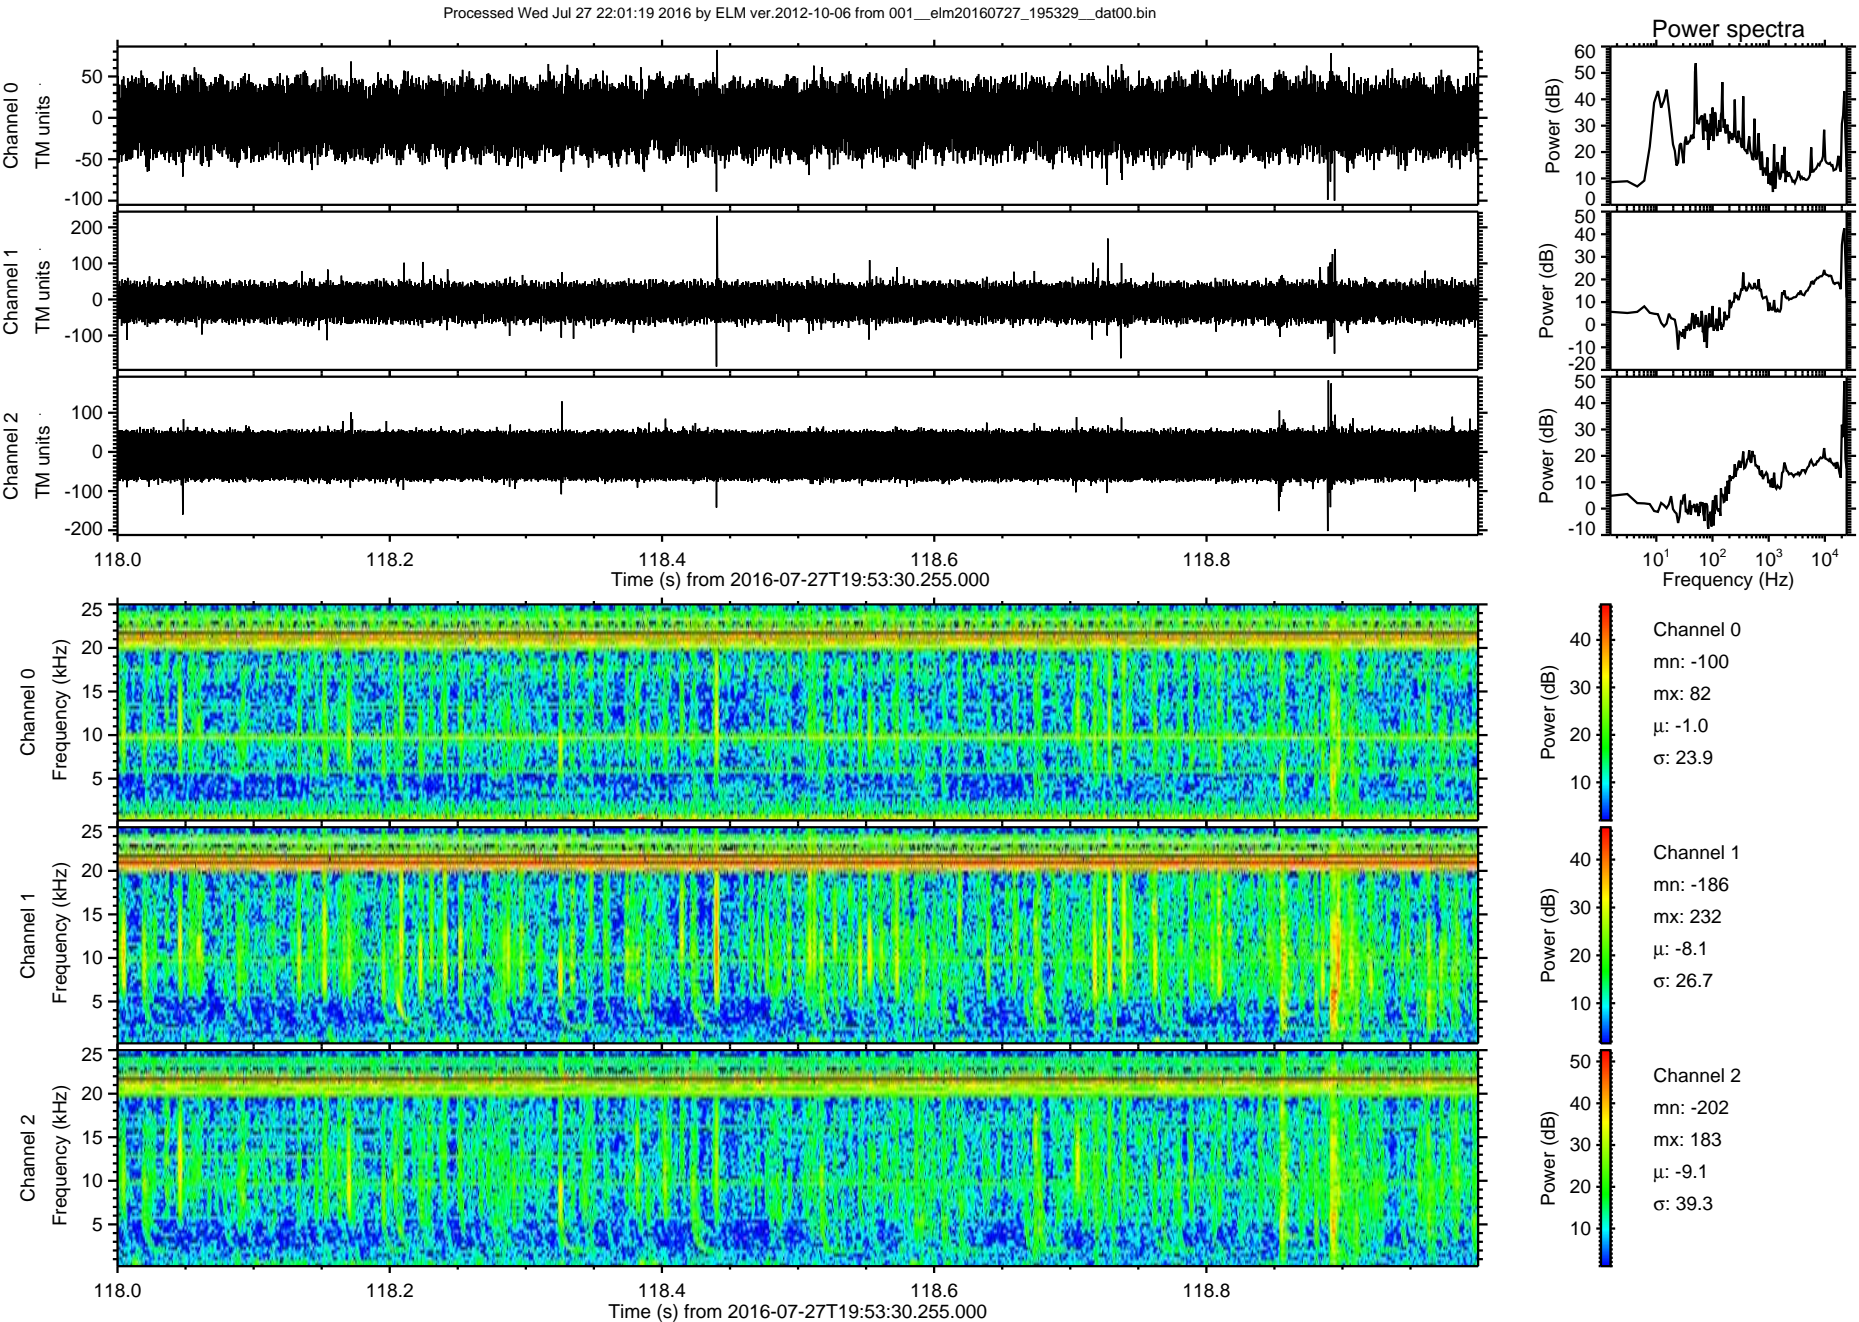 Processed Wed Jul 27 22:01:19 2016 by ELM ver.2012-10-06 from 001__elm20160727_195329__dat00.bin
Power spectra
Channel 0
TM units
50
0
-50
-100
Power (dB)
60
50
40
30
20
10
0
Channel 1
TM units
200
100
0
-100
Power (dB)
50
40
30
20
10
0
-10
-20
Channel 2
TM units
100
0
-100
-200
Power (dB)
50
40
30
20
10
0
-10
118.0
118.2
118.4
118.6
118.8
Time (s) from 2016-07-27T19:53:30.255.000
10^1
10^2
10^3
10^4
Frequency (Hz)
Channel 0
Frequency (kHz)
25
20
15
10
5
Power (dB)
40
30
20
10
Channel 0
mn: -100
mx: 82
μ: -1.0
σ: 23.9
Channel 1
Frequency (kHz)
25
20
15
10
5
Power (dB)
40
30
20
10
Channel 1
mn: -186
mx: 232
μ: -8.1
σ: 26.7
Channel 2
Frequency (kHz)
25
20
15
10
5
Power (dB)
50
40
30
20
10
Channel 2
mn: -202
mx: 183
μ: -9.1
σ: 39.3
118.0
118.2
118.4
118.6
118.8
Time (s) from 2016-07-27T19:53:30.255.000